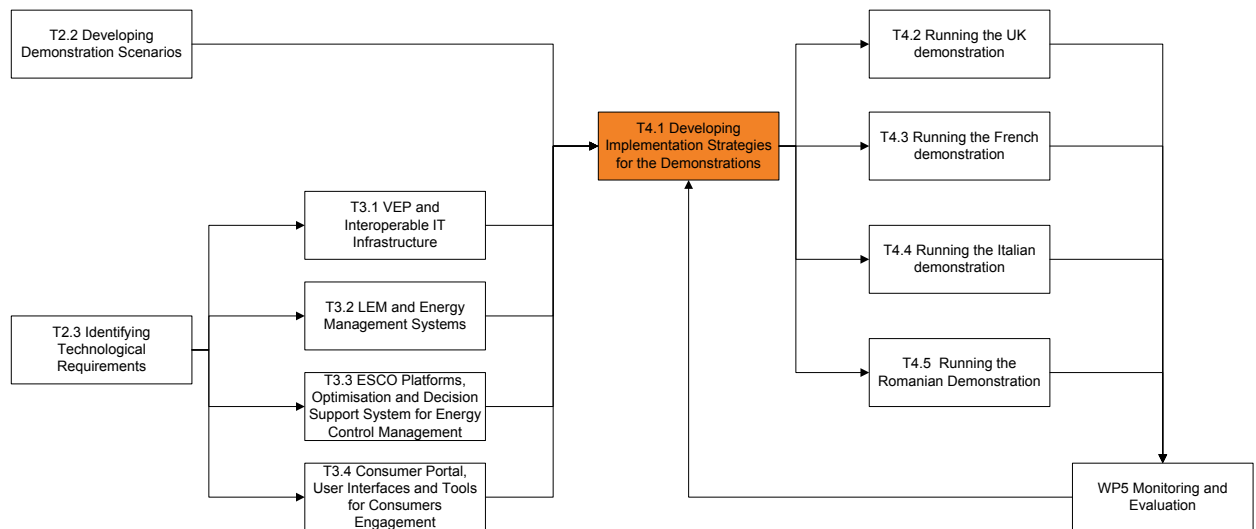 T2.2 Developing
Demonstration Scenarios
T2.3 Identifying
Technological
Requirements
T3.1 VEP and
Interoperable IT
Infrastructure
T3.2 LEM and Energy
Management Systems
T3.3 ESCO Platforms,
Optimisation and Decision
Support System for Energy
Control Management
T3.4 Consumer Portal,
User Interfaces and Tools
for Consumers
Engagement
T4.1 Developing
Implementation Strategies
for the Demonstrations
T4.2 Running the UK
demonstration
T4.3 Running the French
demonstration
T4.4 Running the Italian
demonstration
T4.5 Running the
Romanian Demonstration
WP5 Monitoring and
Evaluation